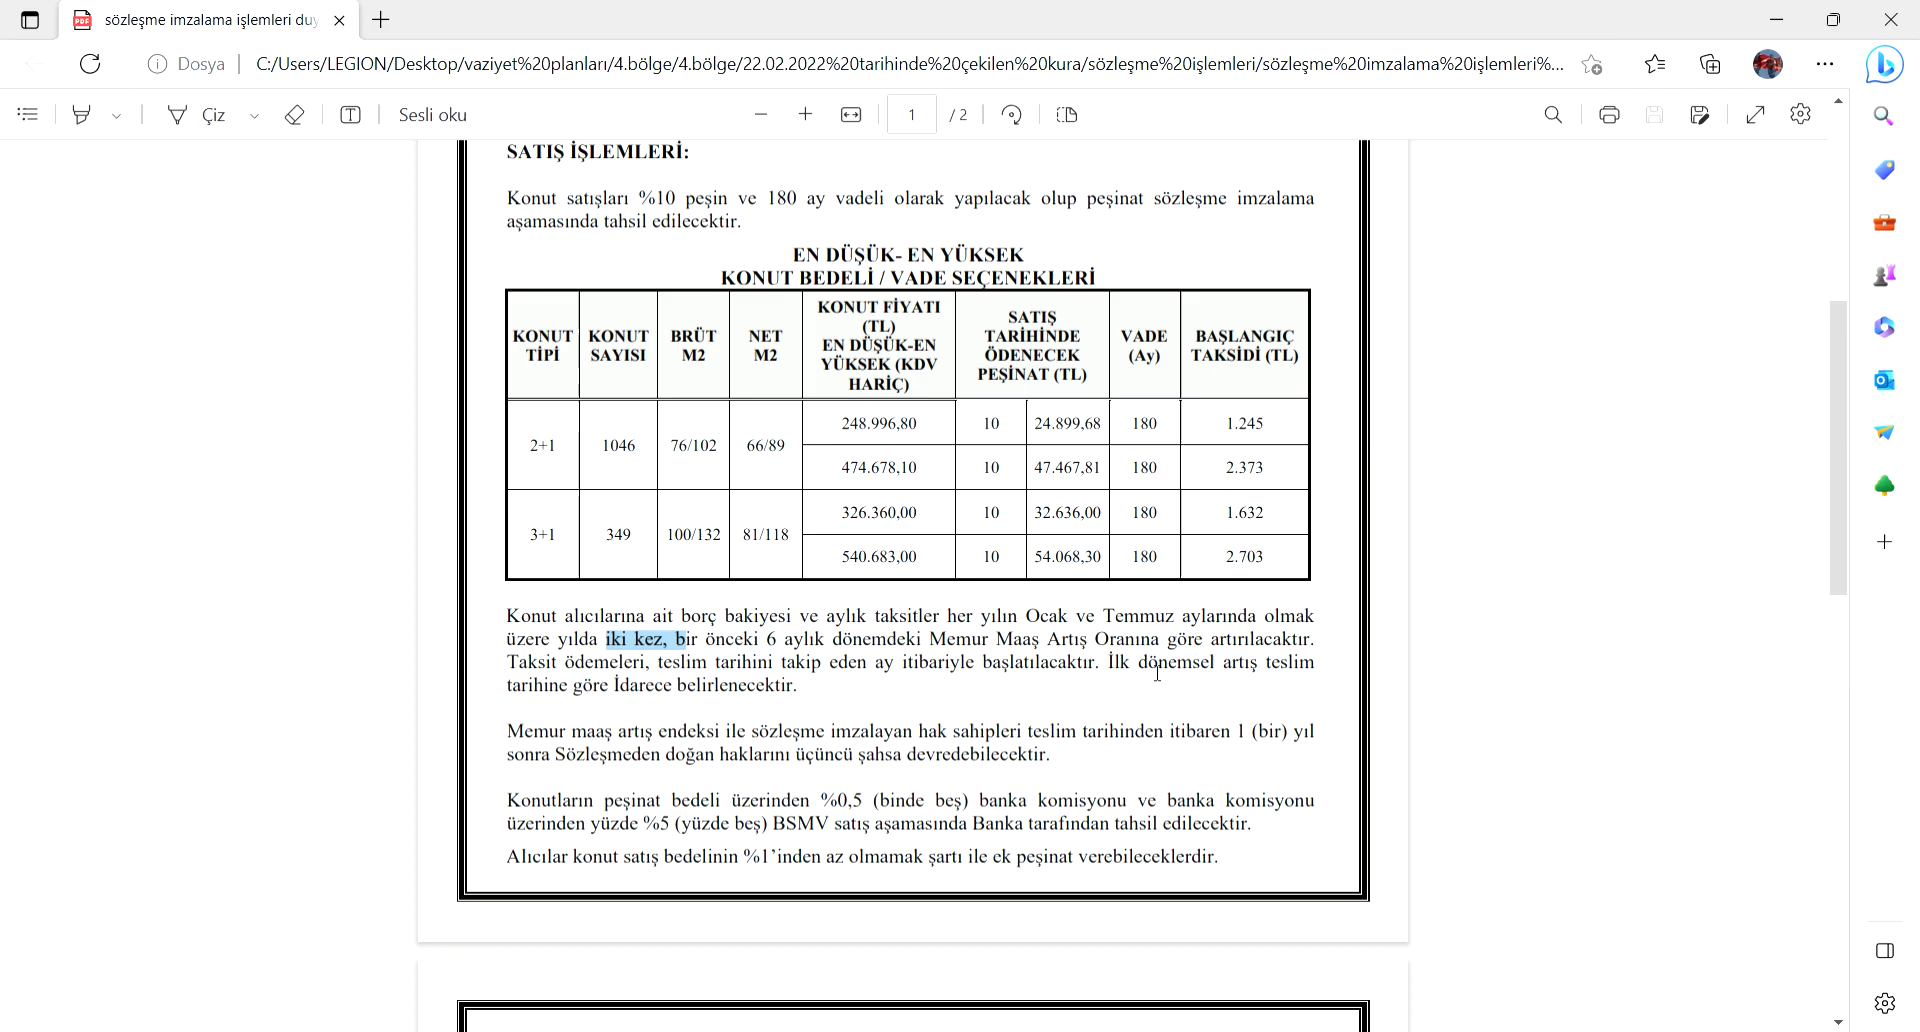 sözleşme imzalama işlemleri duy
Dosya
C:/Users/LEGION/Desktop/vaziyet%20planları/4.bölge/4.bölge/22.02.2022%20tarihinde%20çekilen%20kura/sözleşme%20işlemleri/sözleşme%20imzalama%20işlemleri%...
Çiz
Sesli oku
1 / 2
SATIŞ İŞLEMLERİ:
Konut satışları %10 peşin ve 180 ay vadeli olarak yapılacak olup peşinat sözleşme imzalama
aşamasında tahsil edilecektir.
EN DÜŞÜK- EN YÜKSEK
KONUT BEDELİ / VADE SEÇENEKLERİ
KONUT TİPİ
KONUT SAYISI
BRÜT M2
NET M2
KONUT FİYATI
(TL)
EN DÜŞÜK-EN
YÜKSEK (KDV
HARİÇ)
SATIŞ
TARİHİNDE
ÖDENECEK
PEŞİNAT (TL)
VADE
(Ay)
BAŞLANGIÇ
TAKSİDİ (TL)
2+1 1046 76/102 66/89
248.996,80 10 24.899,68 180 1.245
474.678,10 10 47.467,81 180 2.373
3+1 349 100/132 81/118
326.360,00 10 32.636,00 180 1.632
540.683,00 10 54.068,30 180 2.703
Konut alıcılarına ait borç bakiyesi ve aylık taksitler her yılın Ocak ve Temmuz aylarında olmak
üzere yılda iki kez, bir önceki 6 aylık dönemdeki Memur Maaş Artış Oranına göre artırılacaktır.
Taksit ödemeleri, teslim tarihini takip eden ay itibariyle başlatılacaktır. İlk dönemsel artış teslim
tarihine göre İdarece belirlenecektir.
Memur maaş artış endeksi ile sözleşme imzalayan hak sahipleri teslim tarihinden itibaren 1 (bir) yıl
sonra Sözleşmeden doğan haklarını üçüncü şahsa devredebilecektir.
Konutların peşinat bedeli üzerinden %0,5 (binde beş) banka komisyonu ve banka komisyonu
üzerinden yüzde %5 (yüzde beş) BSMV satış aşamasında Banka tarafından tahsil edilecektir.
Alıcılar konut satış bedelinin %1'inden az olmamak şartı ile ek peşinat verebileceklerdir.